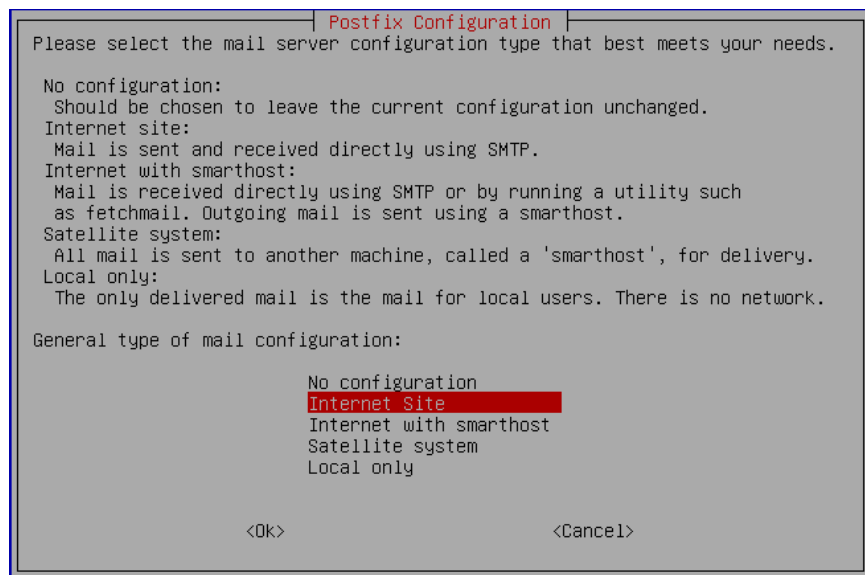 Postfix Configuration
Please select the mail server configuration type that best meets your needs.
No configuration:
Should be chosen to leave the current configuration unchanged.
Internet site:
Mail is sent and received directly using SMTP.
Internet with smarthost:
Mail is received directly using SMTP or by running a utility such
as fetchmail. Outgoing mail is sent using a smarthost.
Satellite system:
All mail is sent to another machine, called a 'smarthost', for delivery.
Local only:
The only delivered mail is the mail for local users. There is no network.
General type of mail configuration:
No configuration
Internet Site
Internet with smarthost
Satellite system
Local only
<Ok> <Cancel>